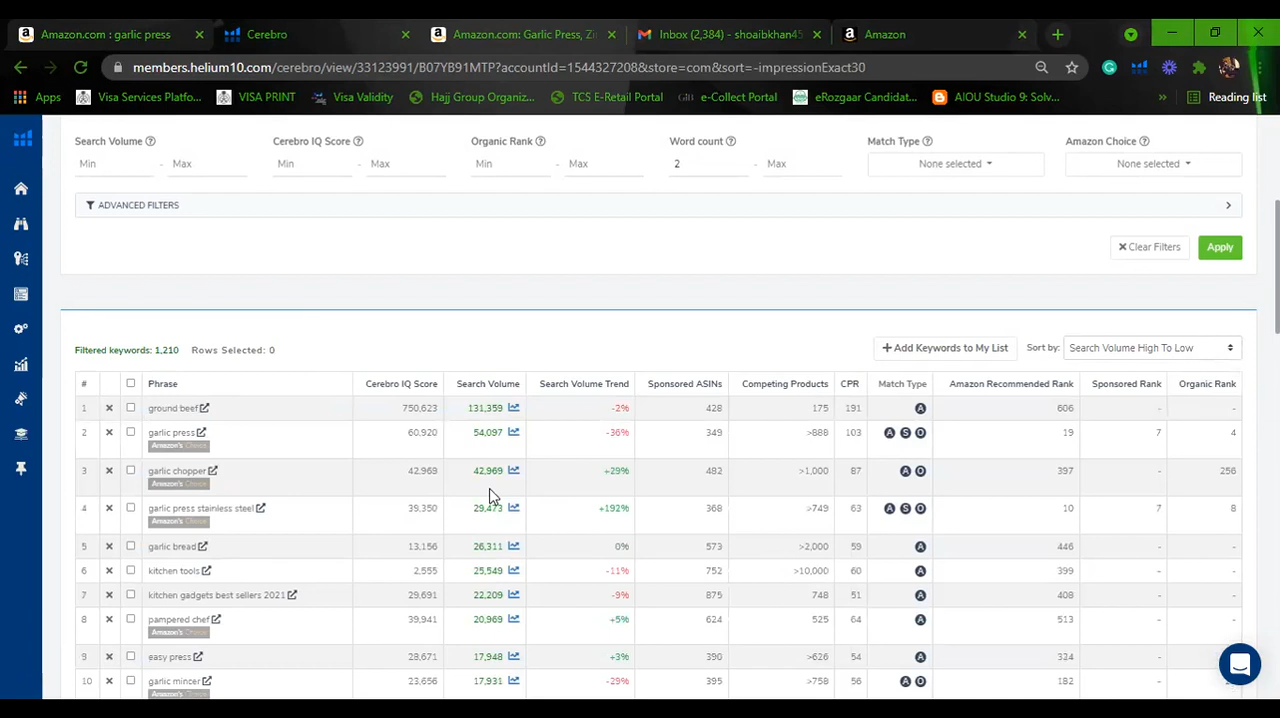 Amazon.com : garlic press
Cerebro
Amazon.com: Garlic Press, Zi
Inbox (2,384) - shoaibkhan45
Amazon
members.helium10.com/cerebro/view/33123991/B07YB91MTP?accountId=1544327208&store=com&sort=-impressionExact30
Apps Visa Services Platfo... VISA PRINT Visa Validity Hajj Group Organiz... TCS E-Retail Portal e-Collect Portal eRozgaar Candidat... AIOU Studio 9: Solv... » Reading list
Search Volume Cerebro IQ Score Organic Rank Word count Match Type Amazon Choice
Min - Max Min - Max Min - Max 2 - Max None selected None selected
ADVANCED FILTERS
Clear Filters Apply
Filtered keywords: 1,210 Rows Selected: 0 Add Keywords to My List Sort by: Search Volume High To Low
# Phrase Cerebro IQ Score Search Volume Search Volume Trend Sponsored ASINs Competing Products CPR Match Type Amazon Recommended Rank Sponsored Rank Organic Rank
1 ground beef 750,623 131,359 -2% 428 175 191 A 606 - -
2 garlic press 60,920 54,097 -36% 349 >888 103 A S O 19 7 4
Amazon's Choice
3 garlic chopper 42,969 42,969 +29% 482 >1,000 87 A O 397 - 256
Amazon's Choice
4 garlic press stainless steel 39,350 29,473 +192% 368 >749 63 A S O 10 7 8
Amazon's Choice
5 garlic bread 13,156 26,311 0% 573 >2,000 59 A 446 - -
6 kitchen tools 2,555 25,549 -11% 752 >10,000 60 A 399 - -
7 kitchen gadgets best sellers 2021 29,691 22,209 -9% 875 748 51 A 408 - -
8 pampered chef 39,941 20,969 +5% 624 525 64 A 513 - -
Amazon's Choice
9 easy press 28,671 17,948 +3% 390 >626 54 A 324 - -
10 garlic mincer 23,656 17,931 -29% 395 >758 56 A O 182 -
Amazon's Choice